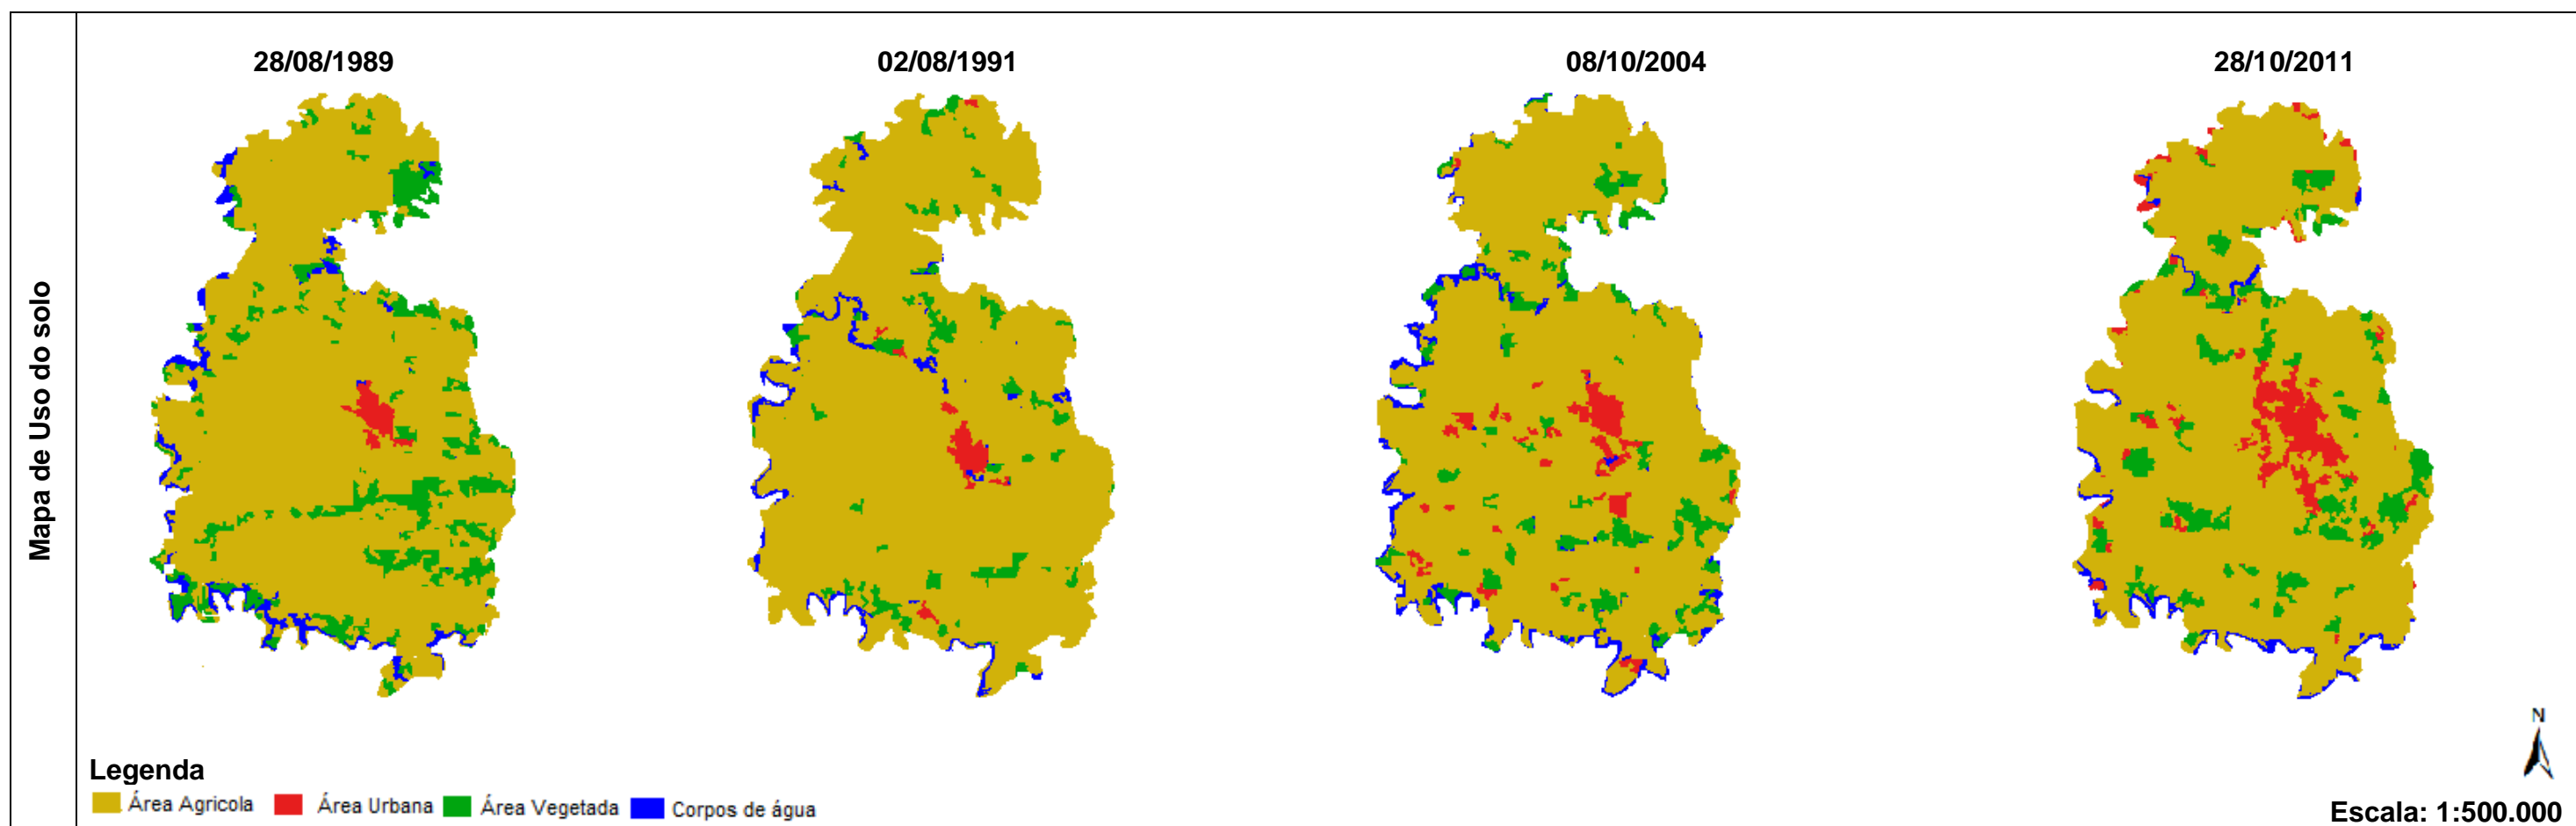 Mapa de Uso do solo
28/08/1989
02/08/1991
08/10/2004
28/10/2011
N
Legenda
Área Agricola
Área Urbana
Área Vegetada
Corpos de água
Escala: 1:500.000